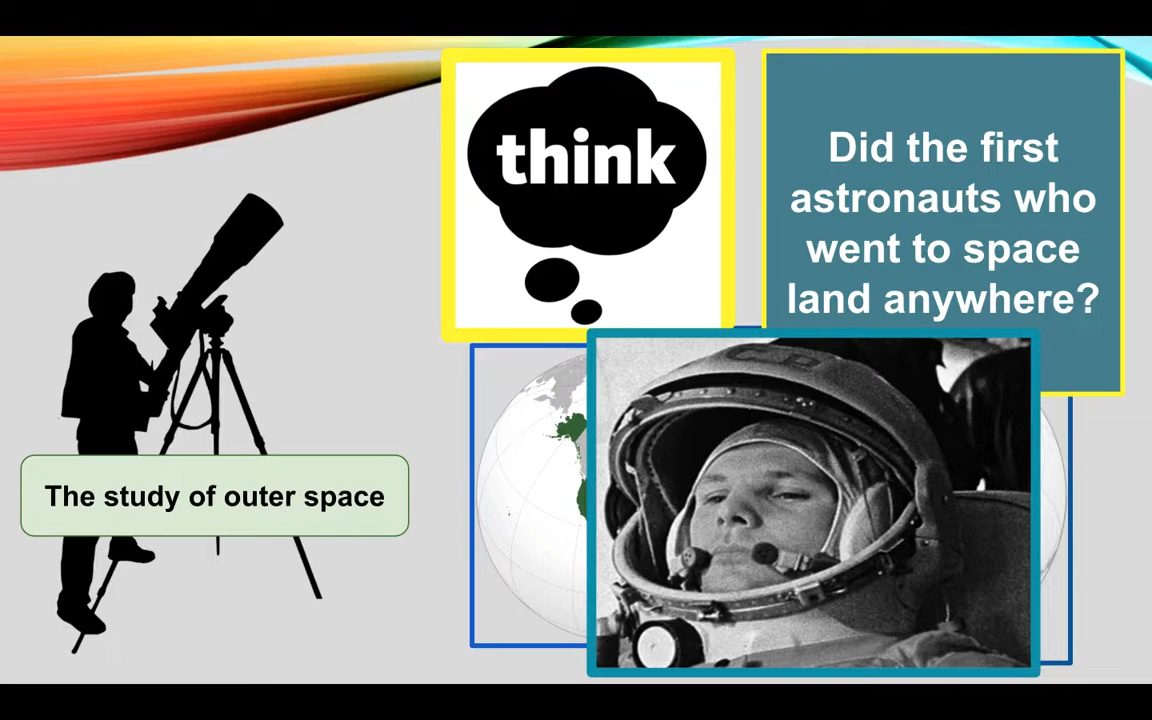 think
Did the first
astronauts who
went to space
land anywhere?
The study of outer space